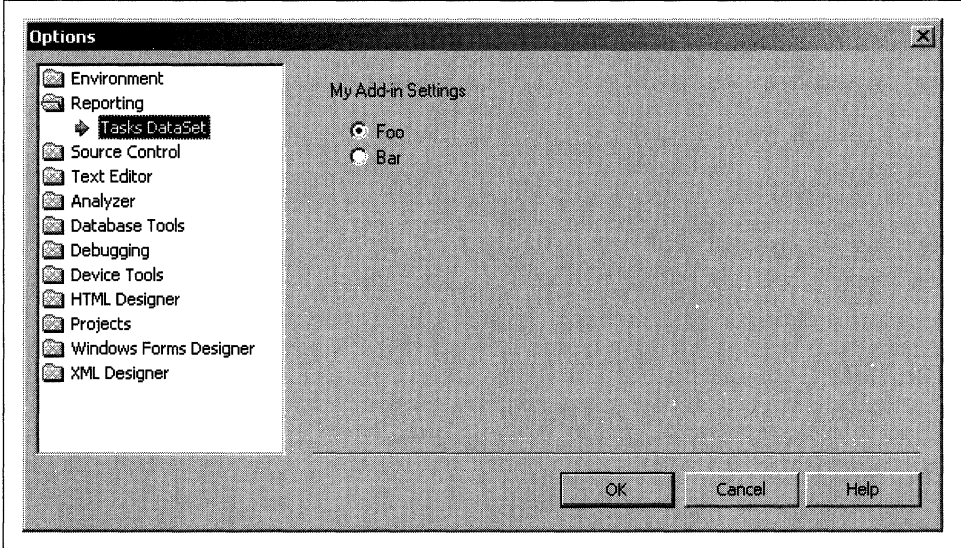 Options
Environment
Reporting
Tasks DataSet
Source Control
Text Editor
Analyzer
Database Tools
Debugging
Device Tools
HTML Designer
Projects
Windows Forms Designer
XML Designer
My Add-in Settings
Foo
Bar
OK
Cancel
Help